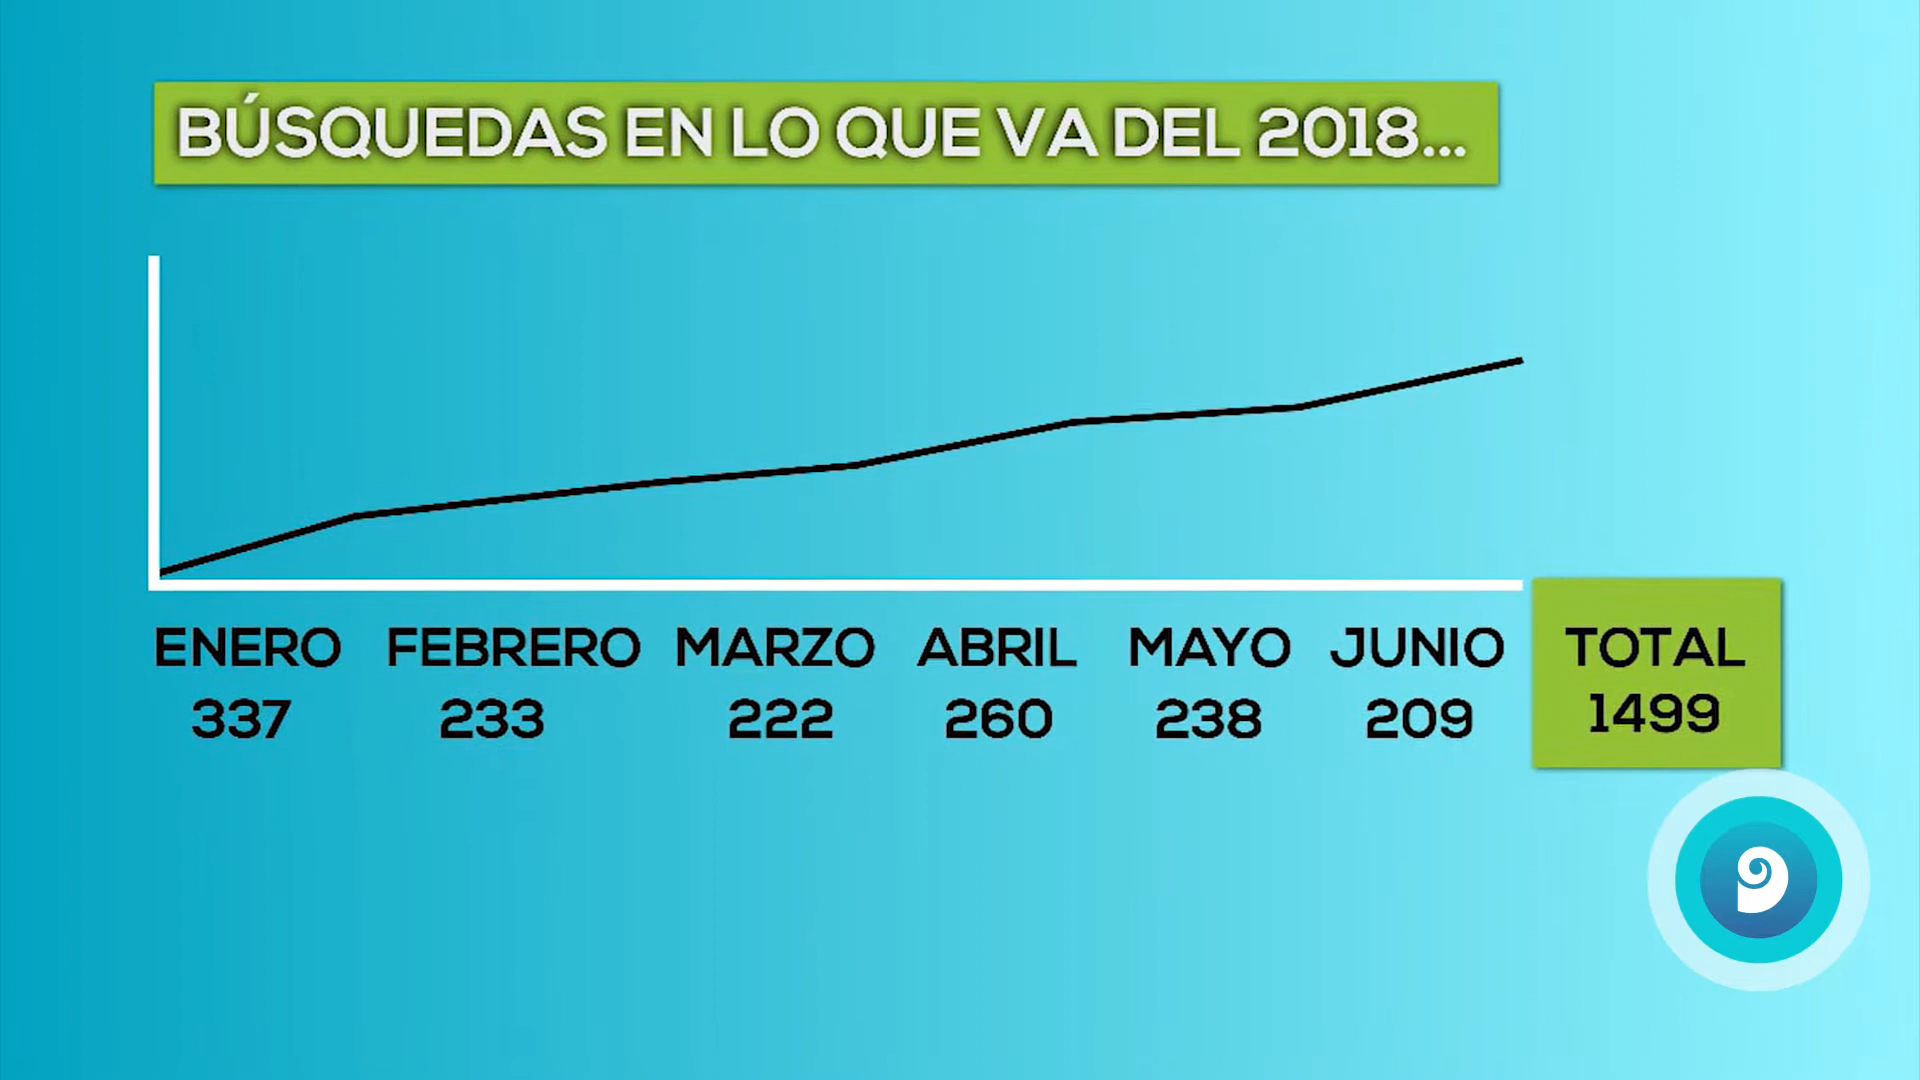 BÚSQUEDAS EN LO QUE VA DEL 2018...
ENERO FEBRERO MARZO ABRIL MAYO JUNIO TOTAL
337 233 222 260 238 209 1499